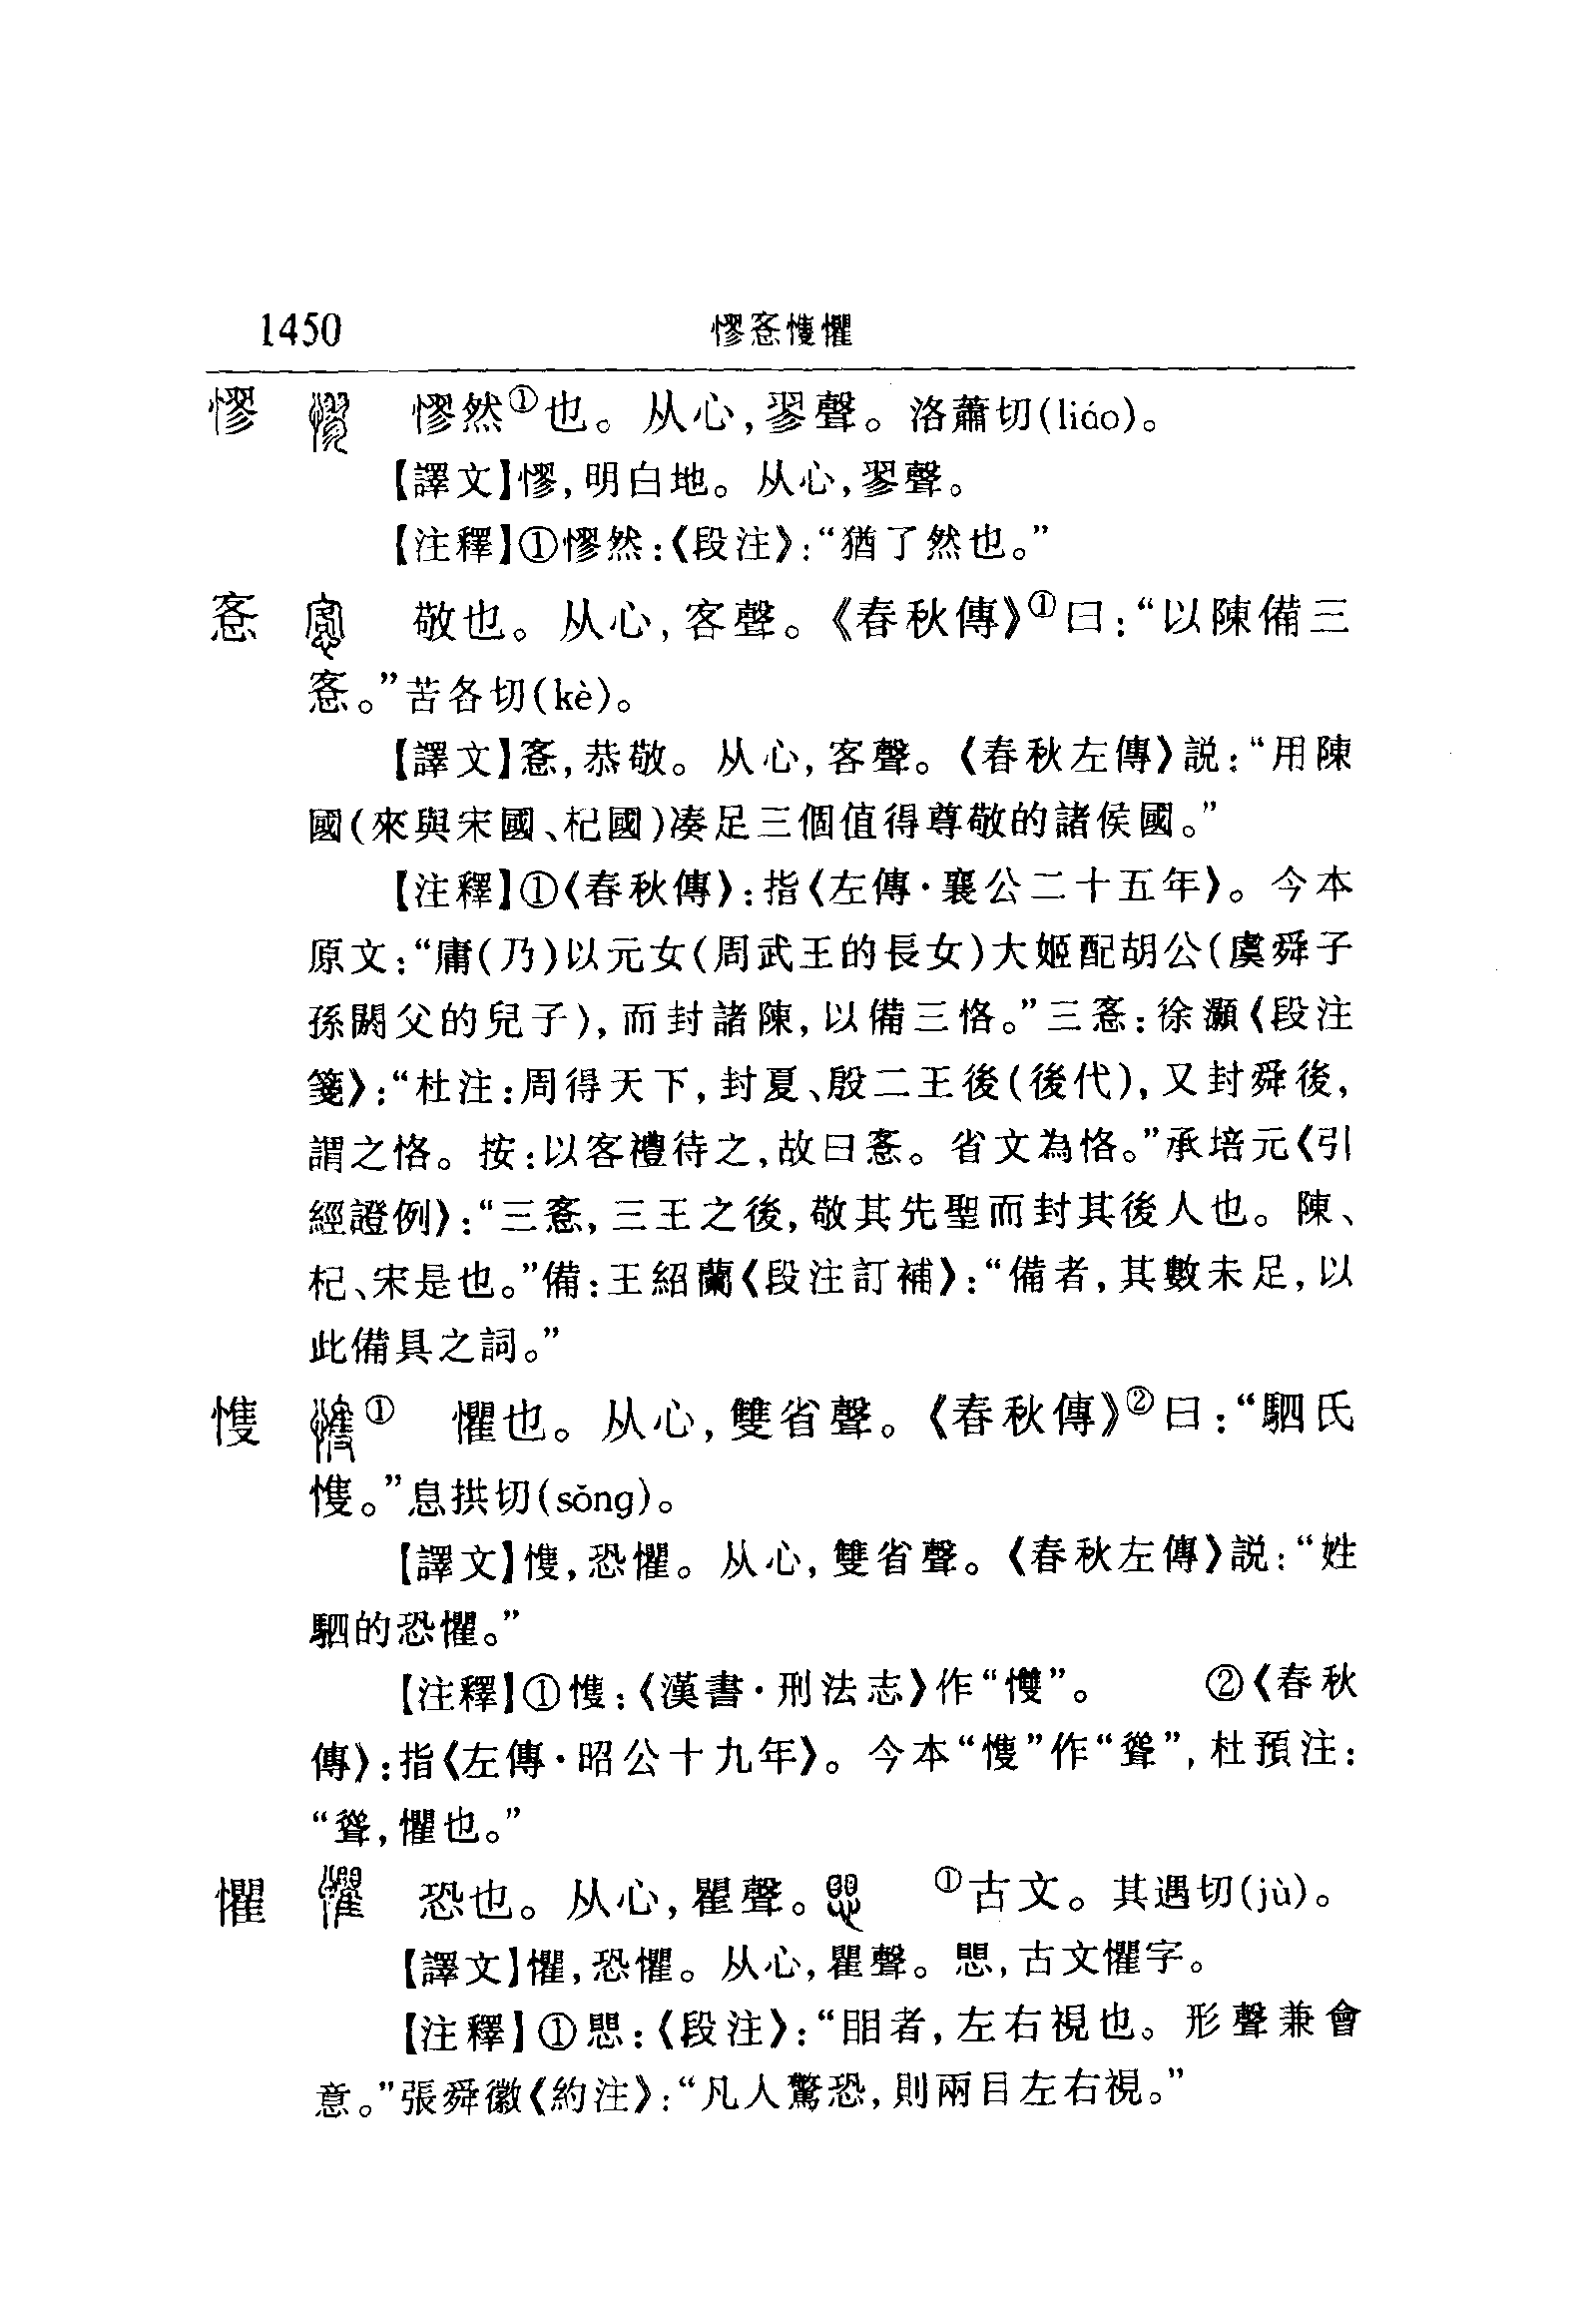 1450 憀愙愯懼
憀 憀然①也。从心,翏聲。洛蕭切(liáo)。
【譯文】憀,明白地。从心,翏聲。
【注釋】①憀然:《段注》:“猶了然也。”
愙 敬也。从心,客聲。《春秋傳》①曰:“以陳備三
愙。”苦各切(kè)。
【譯文】愙,恭敬。从心,客聲。《春秋左傳》説:“用陳
國(來與宋國、杞國)凑足三個值得尊敬的諸侯國。”
【注釋】①《春秋傳》:指《左傳·襄公二十五年》。今本
原文:“庸(乃)以元女(周武王的長女)大姬配胡公(虞舜子
孫閼父的兒子),而封諸陳,以備三恪。”三愙:徐灝《段注
箋》:“杜注:周得天下,封夏、殷二王後(後代),又封舜後,
謂之恪。按:以客禮待之,故曰愙。省文為恪。”承培元《引
經證例》:“三愙,三王之後,敬其先聖而封其後人也。陳、
杞、宋是也。”備:王紹蘭《段注訂補》:“備者,其數未足,以
此備具之詞。”
愯 ① 懼也。从心,雙省聲。《春秋傳》②曰:“駟氏
愯。”息拱切(sǒng)。
【譯文】愯,恐懼。从心,雙省聲。《春秋左傳》説:“姓
駟的恐懼。”
【注釋】①愯:《漢書·刑法志》作“㦼”。 ②《春秋
傳》:指《左傳·昭公十九年》。今本“愯”作“聳”,杜預注:
“聳,懼也。”
懼 恐也。从心,瞿聲。 ①古文。其遇切(jù)。
【譯文】懼,恐懼。从心,瞿聲。愳,古文懼字。
【注釋】①愳:《段注》:“䀠者,左右視也。形聲兼會
意。”張舜徽《約注》:“凡人驚恐,則兩目左右視。”